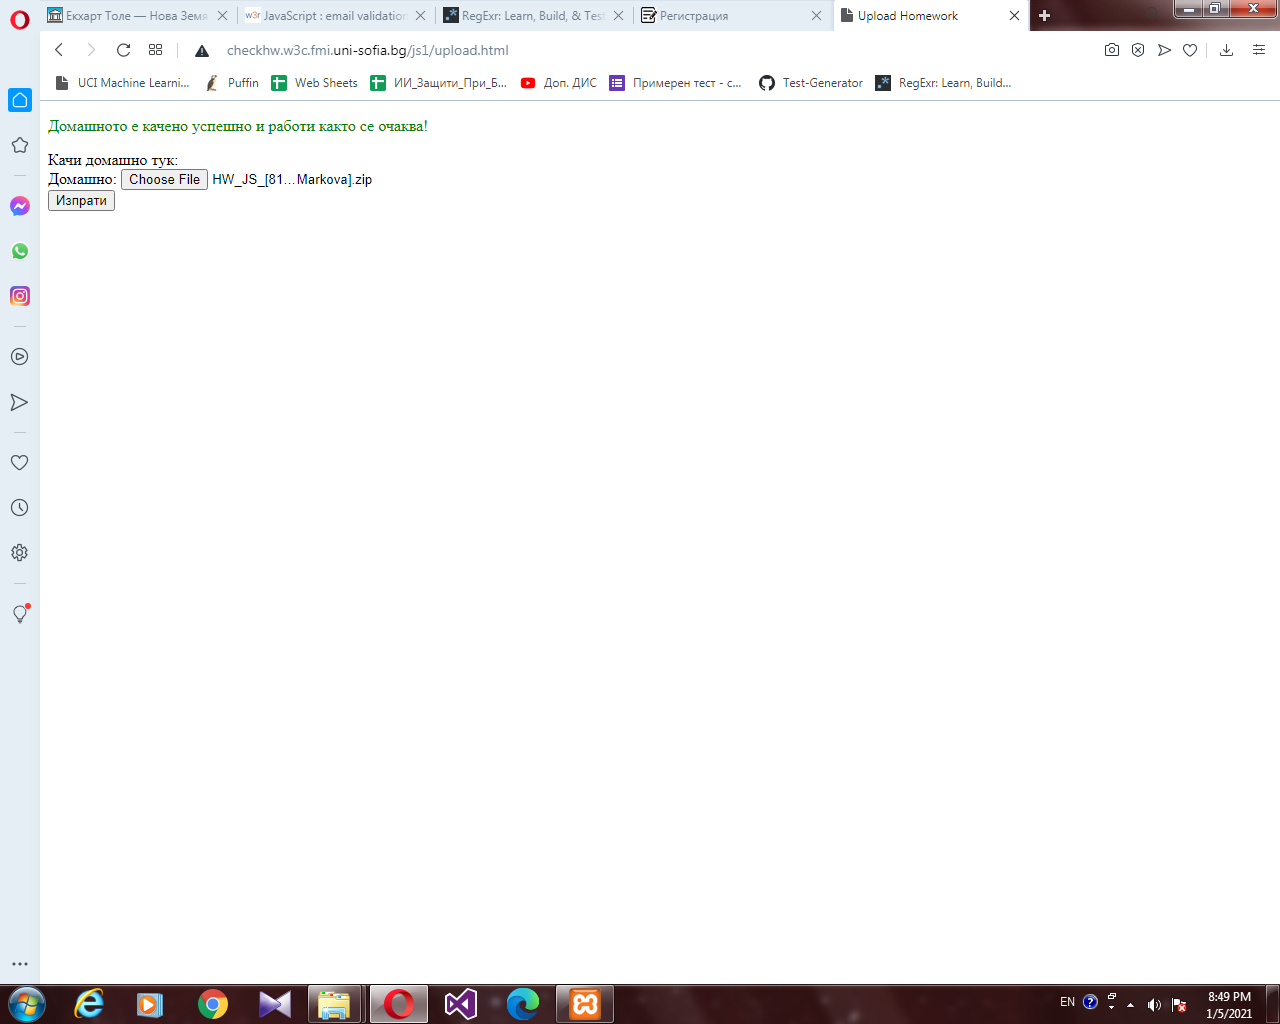 Екхарт Толе — Нова Земя
w3r JavaScript : email validation
RegExr: Learn, Build, & Test
Регистрация
Upload Homework
checkhw.w3c.fmi.uni-sofia.bg/js1/upload.html
UCI Machine Learni...
Puffin
Web Sheets
ИИ_Защити_При_Б...
Доп. ДИС
Примерен тест - с...
Test-Generator
RegExr: Learn, Build...
Домашното е качено успешно и работи както се очаква!
Качи домашно тук:
Домашно: Choose File HW_JS_[81...Markova].zip
Изпрати
EN
8:49 PM
1/5/2021